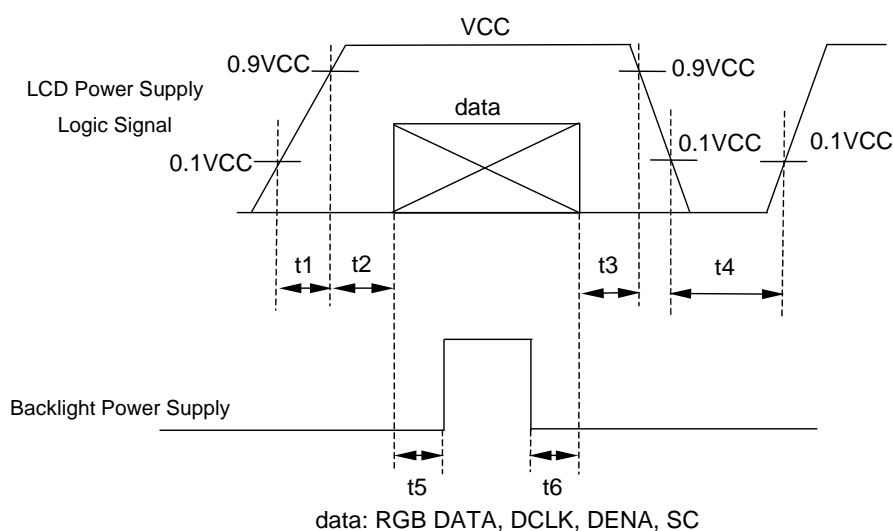 VCC
0.9VCC
0.9VCC
LCD Power Supply
Logic Signal
data
0.1VCC
0.1VCC
0.1VCC
t1
t2
t3
t4
Backlight Power Supply
t5
t6
data: RGB DATA, DCLK, DENA, SC